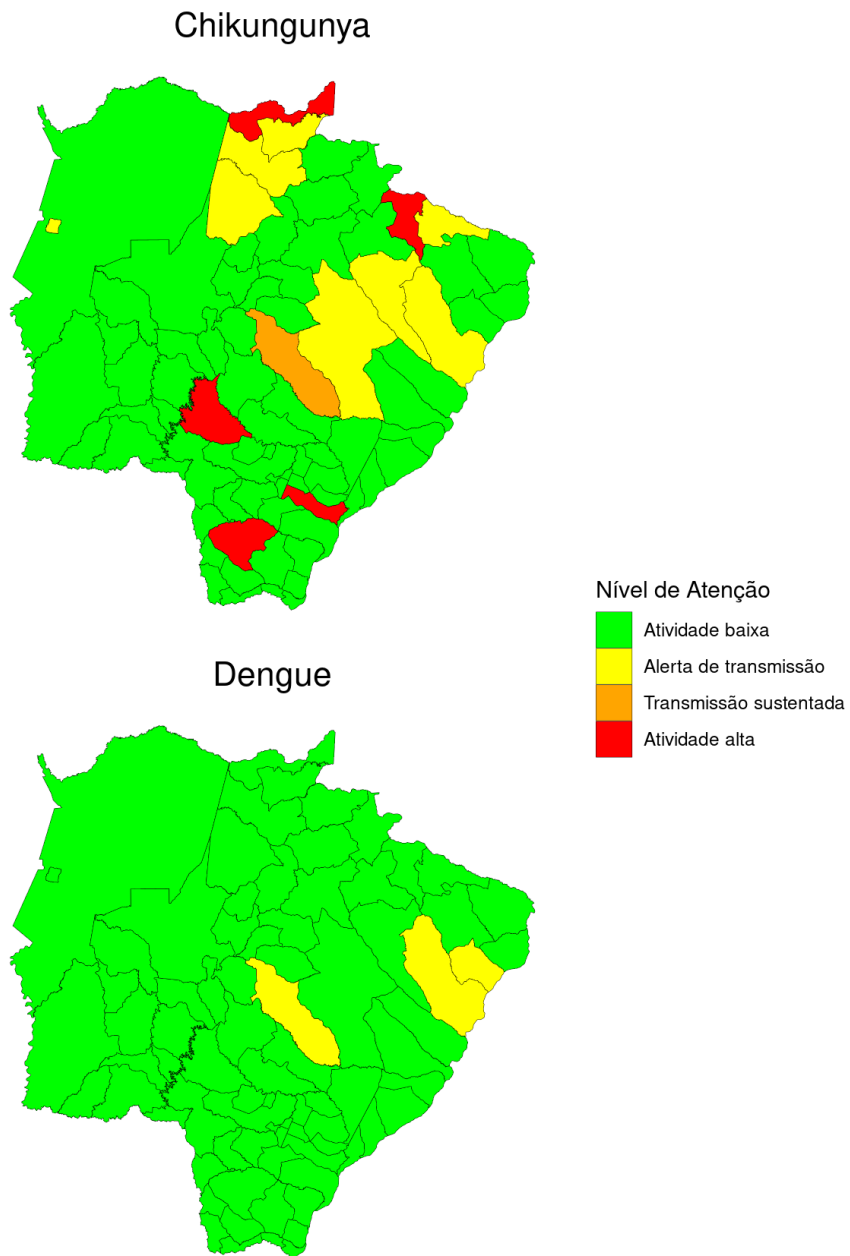 Chikungunya
Nível de Atenção
Atividade baixa
Alerta de transmissão
Transmissão sustentada
Atividade alta
Dengue